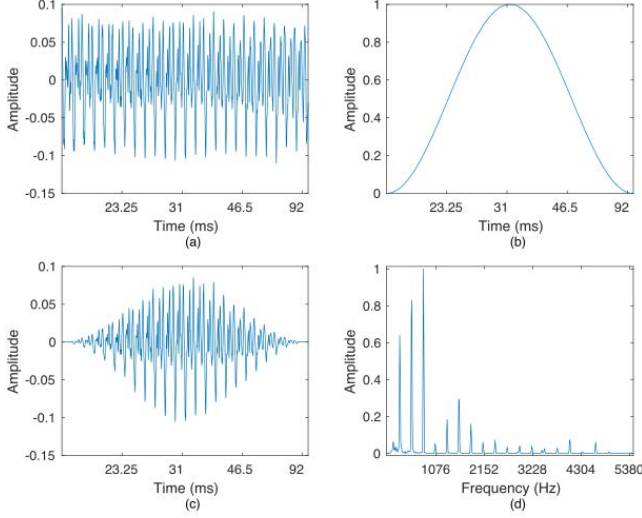 0.1
0.05
0
-0.05
-0.1
-0.15
Amplitude
23.25 31 46.5 92
Time (ms)
(a)
1
0.8
0.6
0.4
0.2
0
Amplitude
23.25 31 46.5 92
Time (ms)
(b)
0.1
0.05
0
-0.05
-0.1
-0.15
Amplitude
23.25 31 46.5 92
Time (ms)
(c)
1
0.8
0.6
0.4
0.2
0
Amplitude
1076 2152 3228 4304 5380
Frequency (Hz)
(d)